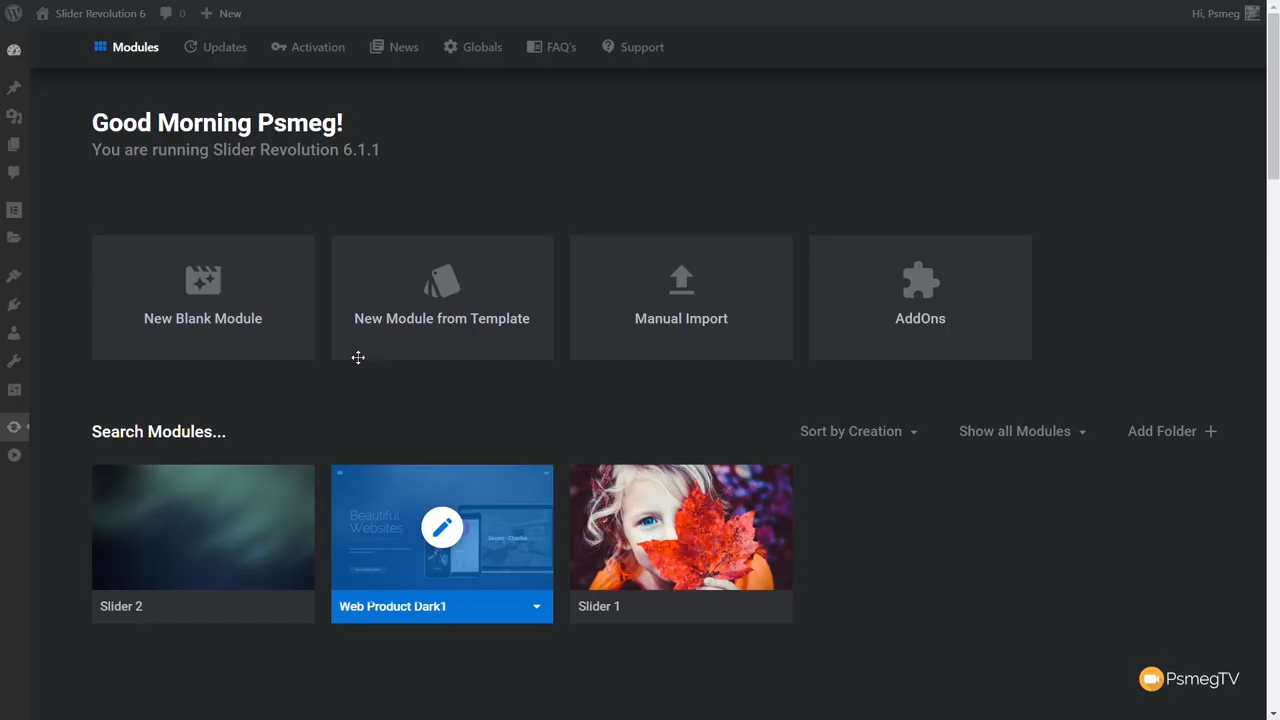 Slider Revolution 6
0
New
Hi, Psmeg
Modules
Updates
Activation
News
Globals
FAQ's
Support
Good Morning Psmeg!
You are running Slider Revolution 6.1.1
New Blank Module
New Module from Template
Manual Import
AddOns
Search Modules...
Sort by Creation
Show all Modules
Add Folder
Beautiful
Websites
Slider 2
Web Product Dark1
Slider 1
PsmegTV